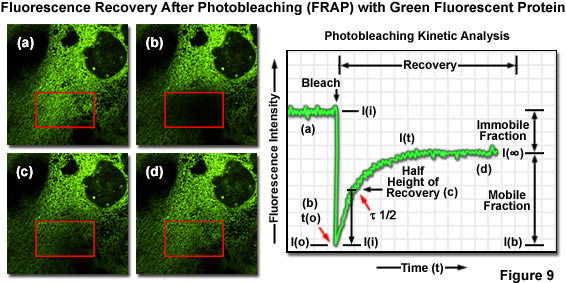 Fluorescence Recovery After Photobleaching (FRAP) with Green Fluorescent Protein
(a)
(b)
(c)
(d)
Photobleaching Kinetic Analysis
Recovery
Bleach
I(i)
(a)
Immobile
Fraction
I(t)
I(∞)
(d)
Half
Height of
Recovery (c)
(b)
t(o)
τ 1/2
Mobile
Fraction
I(o)
I(i)
I(b)
Fluorescence Intensity
Time (t)
Figure 9